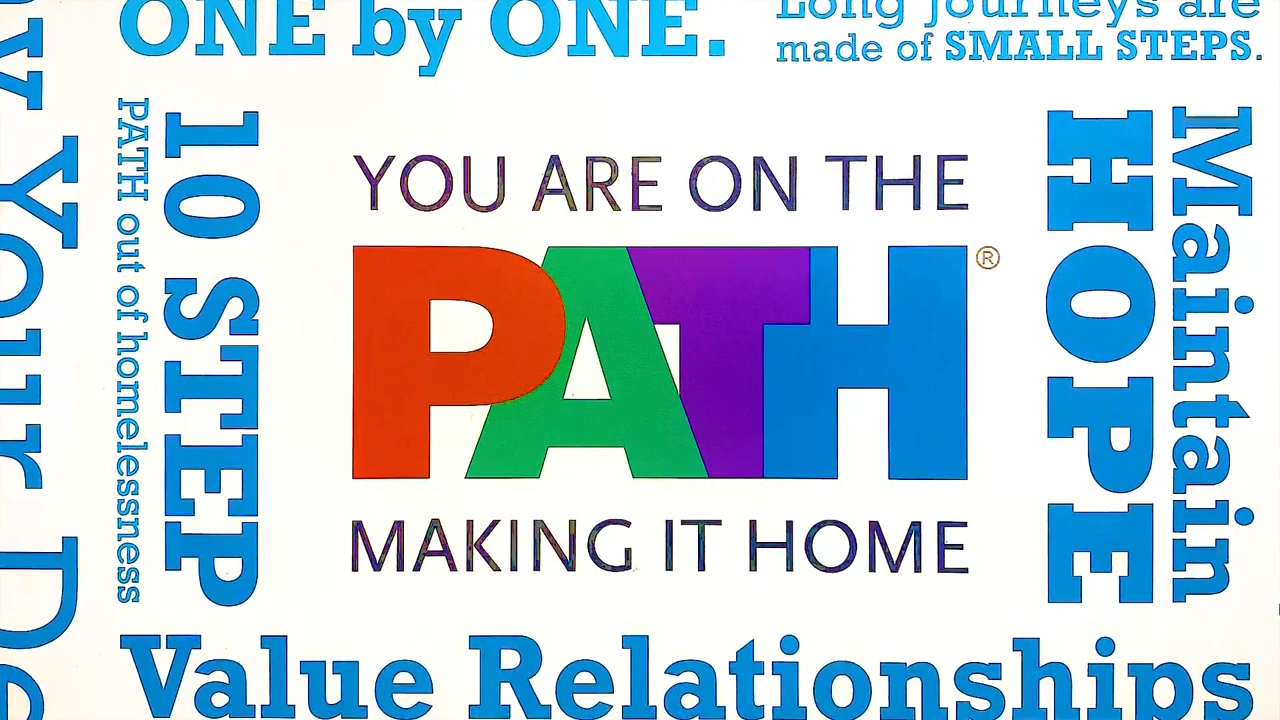 ONE by ONE.
Long Journeys are
made of SMALL STEPS.
Your
PATH out of homelessness
10 STEP
YOU ARE ON THE
PATH®
MAKING IT HOME
HOPE
Maintain
Value Relationships